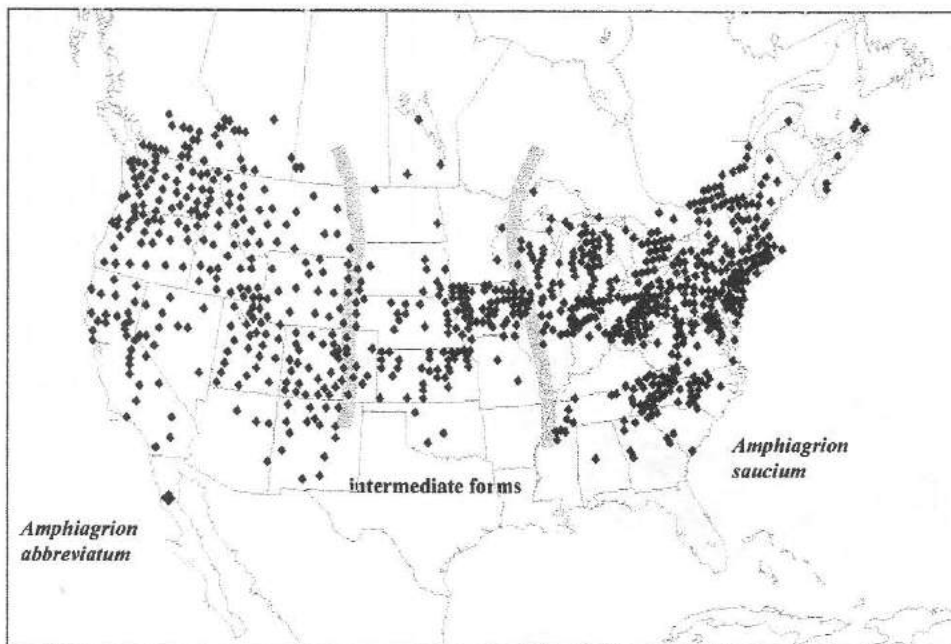 intermediate forms
Amphiagrion
saucium
Amphiagrion
abbreviatum